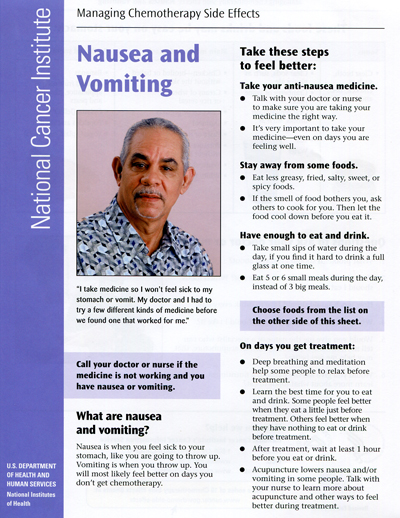 Managing Chemotherapy Side Effects
National Cancer Institute
Nausea and
Vomiting
"I take medicine so I won't feel sick to my
stomach or vomit. My doctor and I had to
try a few different kinds of medicine before
we found one that worked for me."
Call your doctor or nurse if the
medicine is not working and you
have nausea or vomiting.
What are nausea
and vomiting?
Nausea is when you feel sick to your
stomach, like you are going to throw up.
Vomiting is when you throw up. You
will most likely feel better on days you
don't get chemotherapy.
Take these steps
to feel better:
Take your anti-nausea medicine.
● Talk with your doctor or nurse
to make sure you are taking your
medicine the right way.
● It's very important to take your
medicine—even on days you are
feeling well.
Stay away from some foods.
● Eat less greasy, fried, salty, sweet, or
spicy foods.
● If the smell of food bothers you, ask
others to cook for you. Then let the
food cool down before you eat it.
Have enough to eat and drink.
● Take small sips of water during the
day, if you find it hard to drink a full
glass at one time.
● Eat 5 or 6 small meals during the day,
instead of 3 big meals.
Choose foods from the list on
the other side of this sheet.
On days you get treatment:
● Deep breathing and meditation
help some people to relax before
treatment.
● Learn the best time for you to eat
and drink. Some people feel better
when they eat a little just before
treatment. Others feel better when
they have nothing to eat or drink
before treatment.
● After treatment, wait at least 1 hour
before you eat or drink.
● Acupuncture lowers nausea and/or
vomiting in some people. Talk with
your nurse to learn more about
acupuncture and other ways to feel
better during treatment.
U.S. DEPARTMENT
OF HEALTH AND
HUMAN SERVICES
National Institutes
of Health